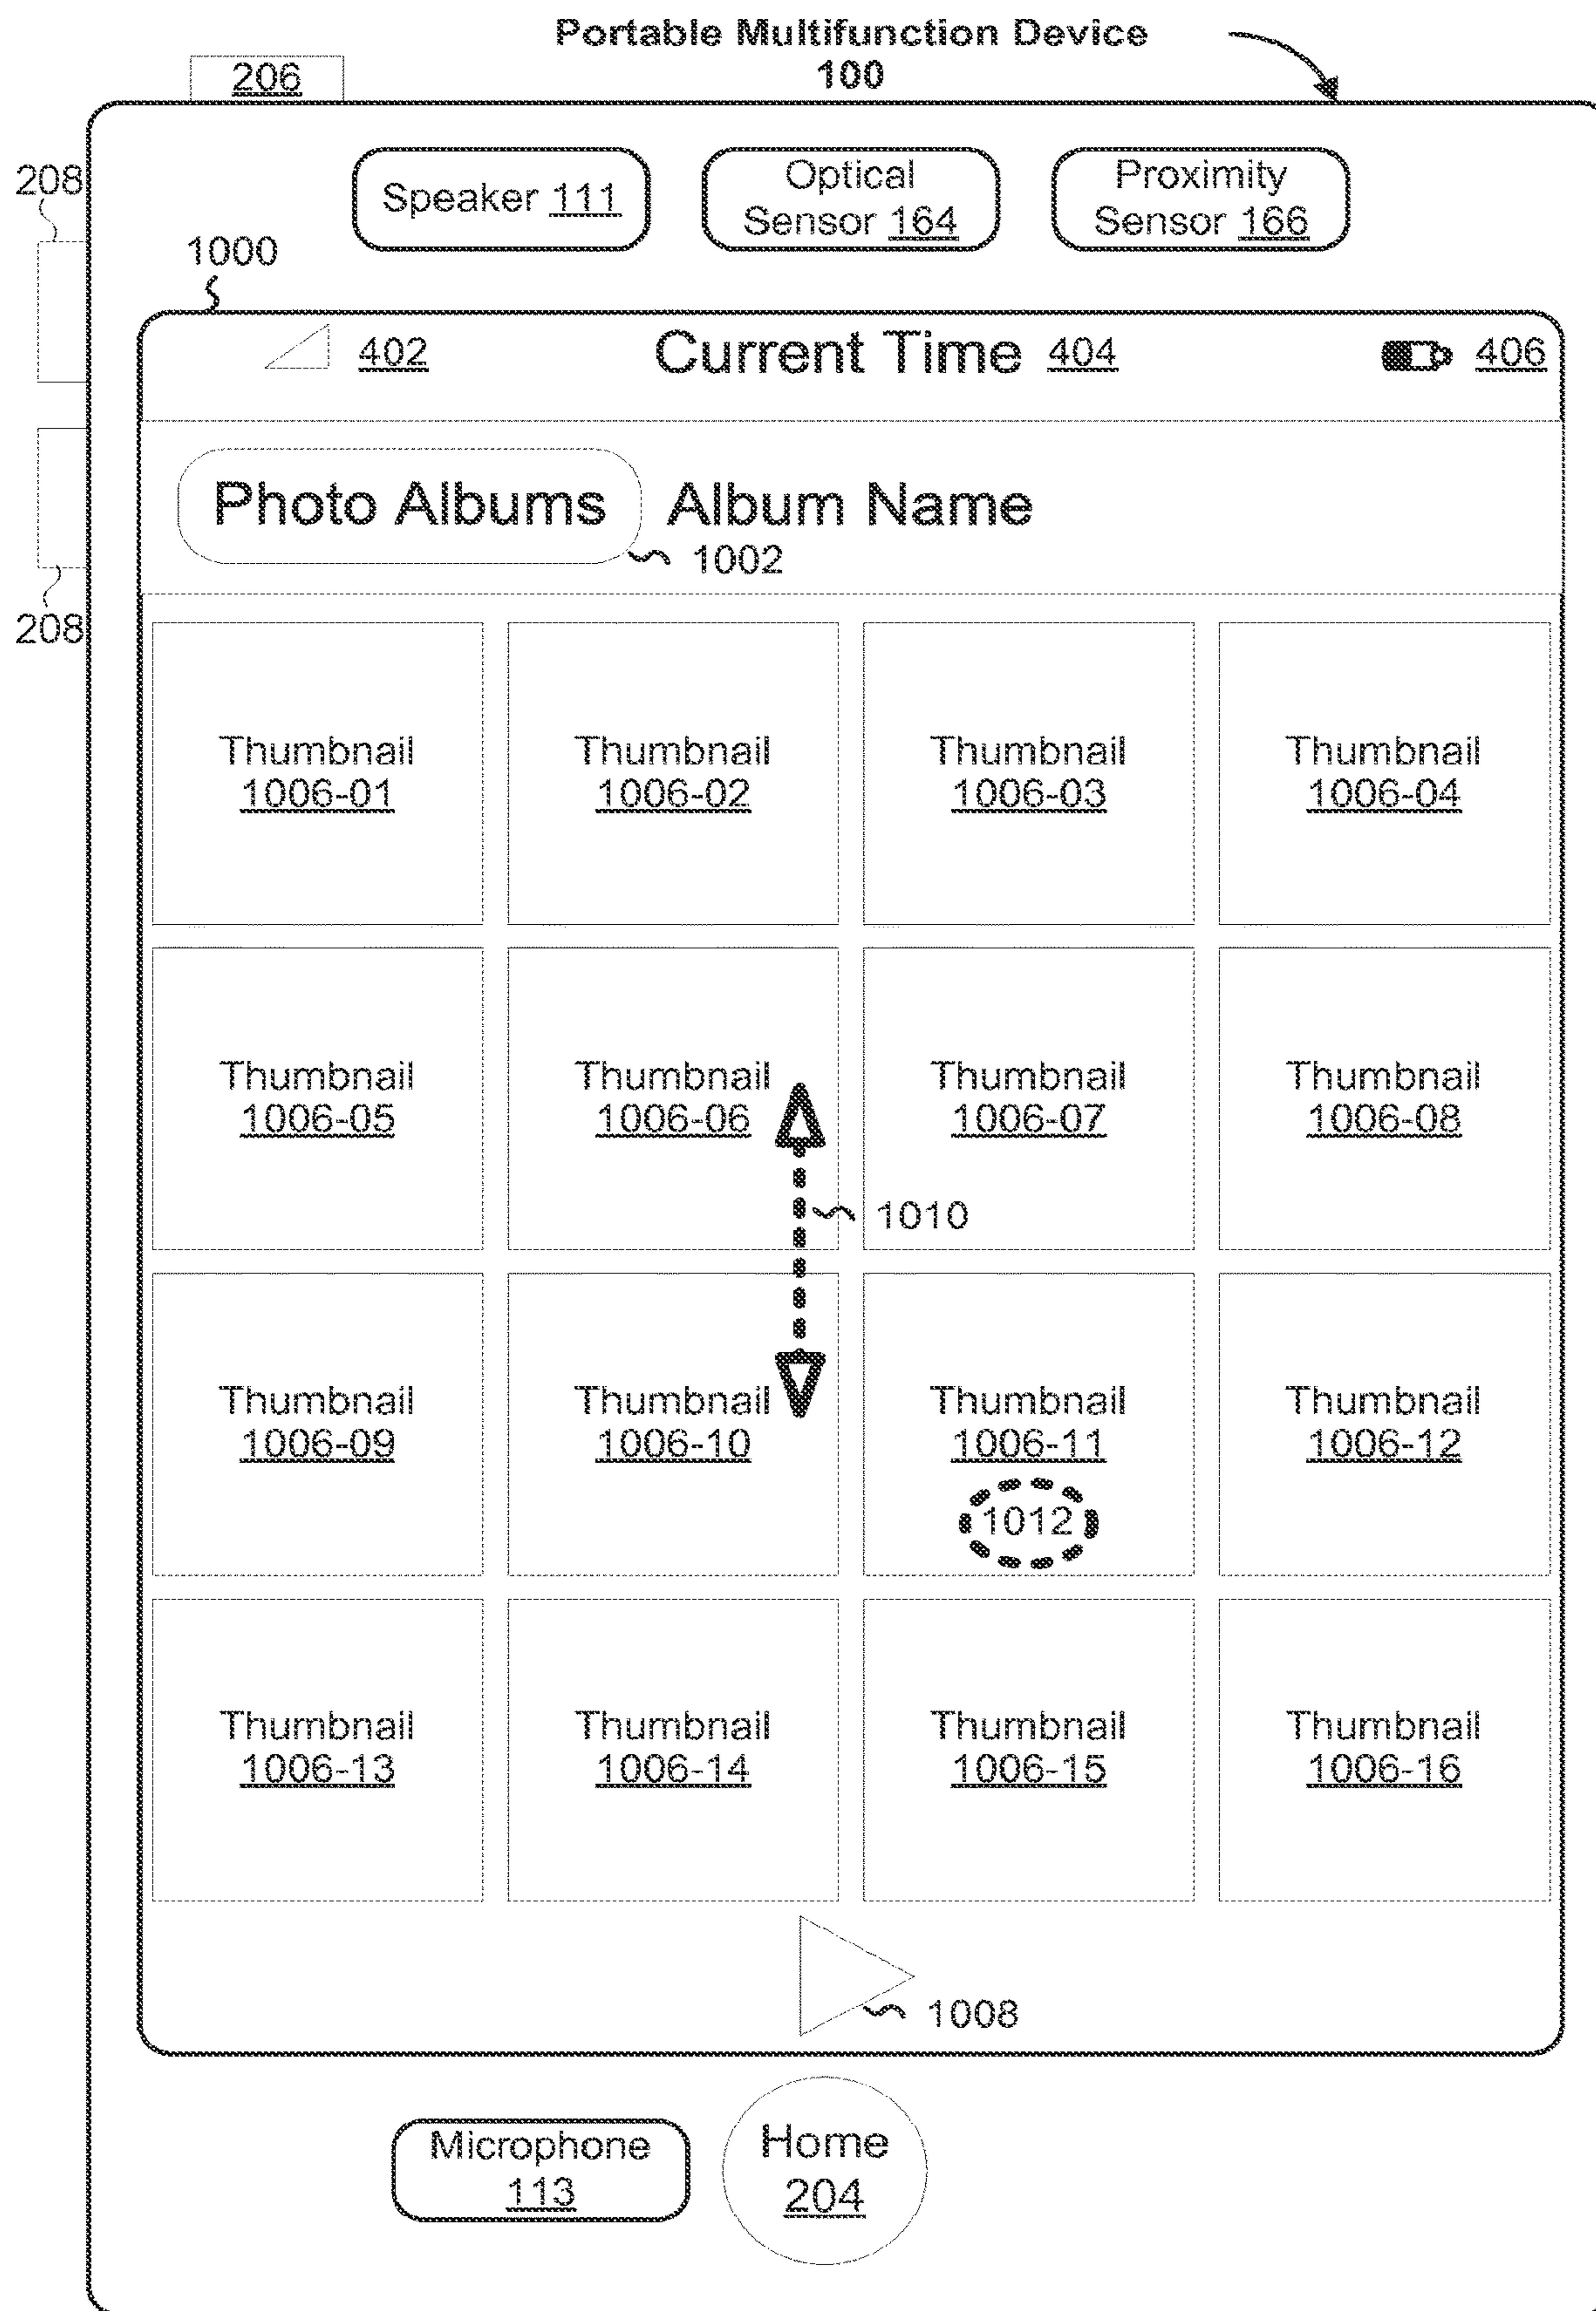 Portable Multifunction Device
100
206
208
Speaker 111
Optical
Sensor 164
Proximity
Sensor 166
1000
402
Current Time 404
406
Photo Albums
Album Name
1002
208
Thumbnail
1006-01
Thumbnail
1006-02
Thumbnail
1006-03
Thumbnail
1006-04
Thumbnail
1006-05
Thumbnail
1006-06
Thumbnail
1006-07
Thumbnail
1006-08
1010
Thumbnail
1006-09
Thumbnail
1006-10
Thumbnail
1006-11
1012
Thumbnail
1006-12
Thumbnail
1006-13
Thumbnail
1006-14
Thumbnail
1006-15
Thumbnail
1006-16
1008
Microphone
113
Home
204